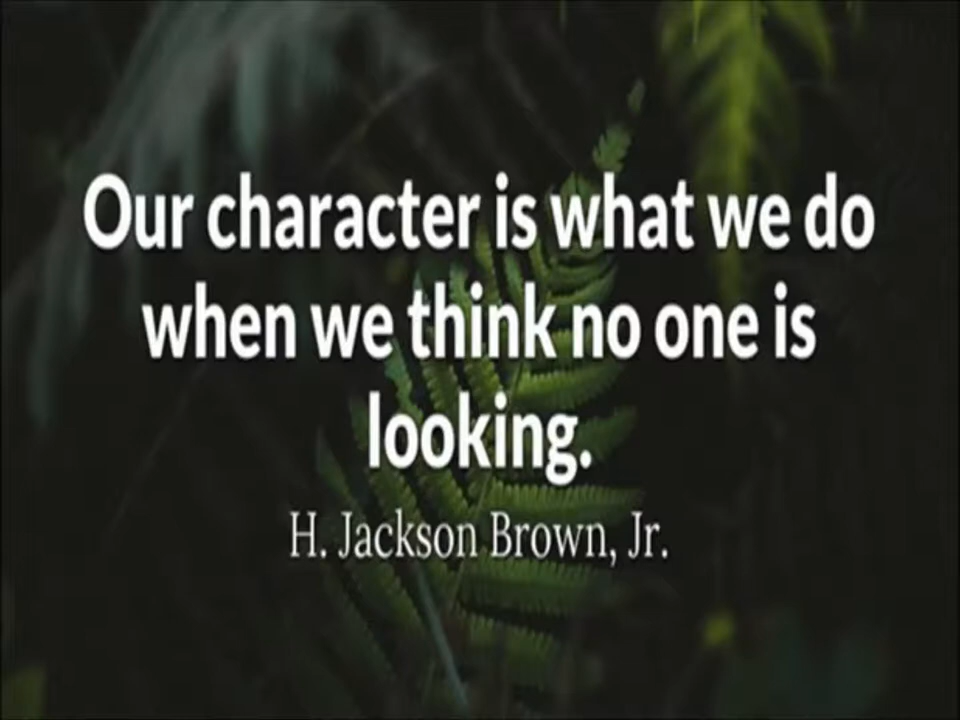 Our character is what we do
when we think no one is
looking.
H. Jackson Brown, Jr.